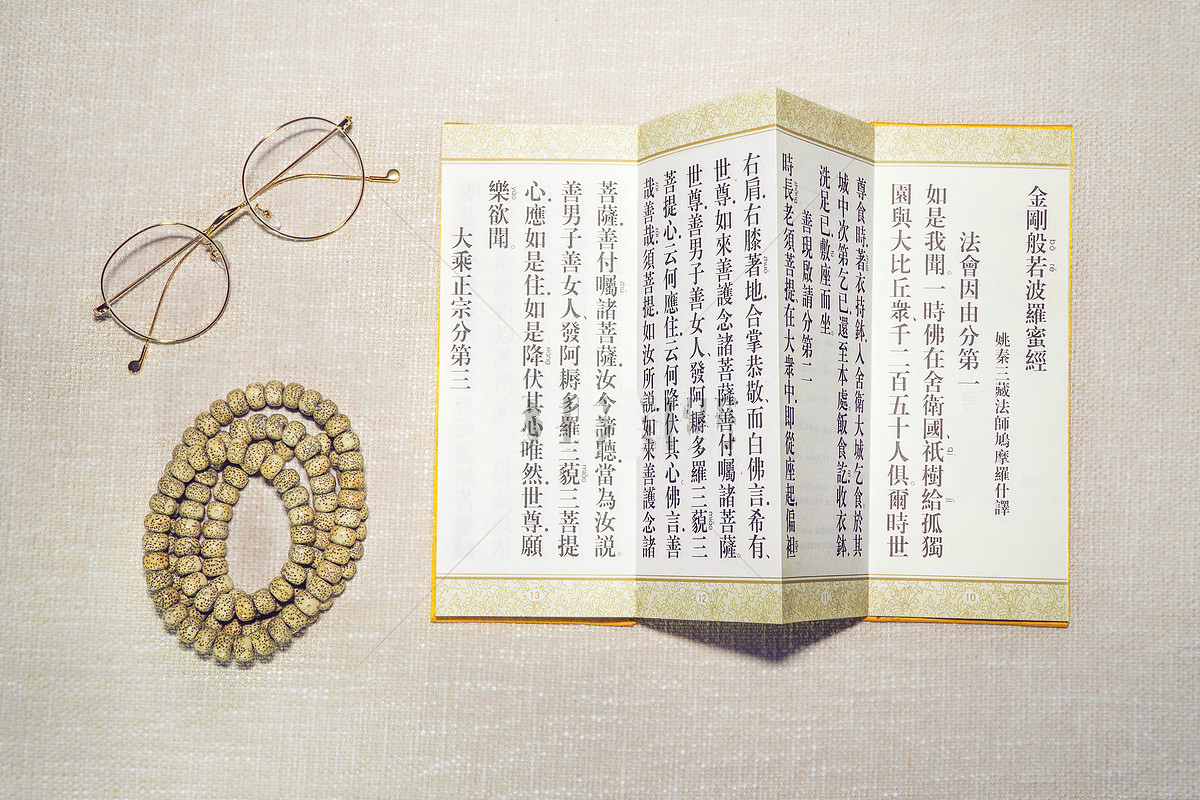 金剛般若波羅蜜經
bō rě
姚秦三藏法師鳩摩羅什譯
法會因由分第一
如是我聞。一時佛在舍衛國、祇樹給孤獨
園與大比丘衆、千二百五十人俱。爾時世
10
尊食時.著衣持鉢.入舍衛大城乞食.於其
城中次第乞已.還至本處.飯食訖.收衣鉢.
洗足已.敷座而坐
善現啟請分第二
時長老須菩提.在大衆中.即從座起.偏袒
11
右肩.右膝著地.合掌恭敬、而白佛言.希有、
世尊.如來善護念諸菩薩.善付囑諸菩薩。
世尊.善男子善女人、發阿耨多羅三藐三
菩提心.云何應住.云何降伏其心.佛言.善
哉善哉.須菩提.如汝所說.如來善護念諸
12
菩薩.善付囑諸菩薩.汝今諦聽.當為汝說。
善男子善女人、發阿耨多羅三藐三菩提
心.應如是住.如是降伏其心.唯然.世尊.願
樂欲聞。
大乘正宗分第三
13